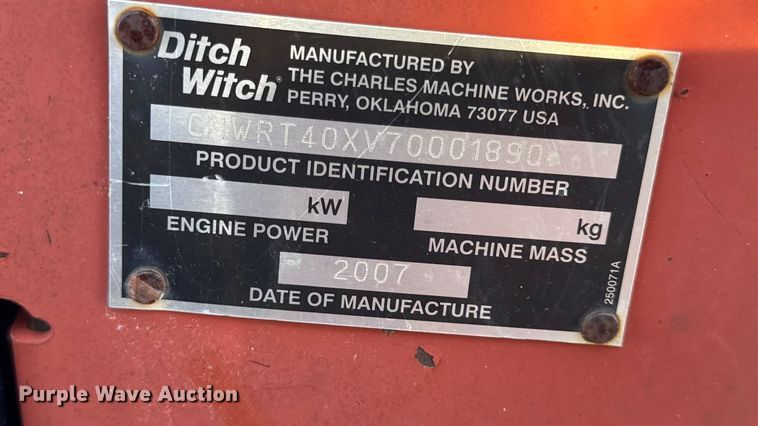 Ditch
Witch®
MANUFACTURED BY
THE CHARLES MACHINE WORKS, INC.
PERRY, OKLAHOMA 73077 USA
CMWRT40XV70001890
PRODUCT IDENTIFICATION NUMBER
kW
ENGINE POWER
kg
MACHINE MASS
2007
DATE OF MANUFACTURE
250071A
Purple Wave Auction